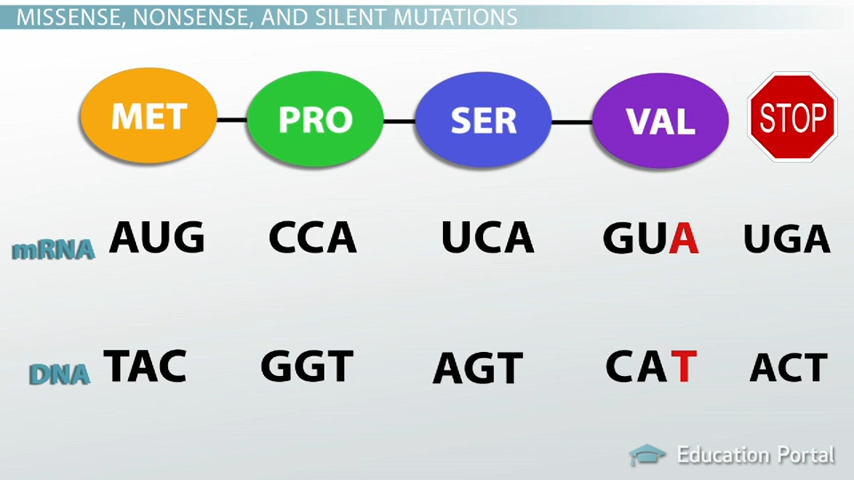 MISSENSE, NONSENSE, AND SILENT MUTATIONS
MET PRO SER VAL STOP
mRNA AUG CCA UCA GUA UGA
DNA TAC GGT AGT CAT ACT
Education Portal